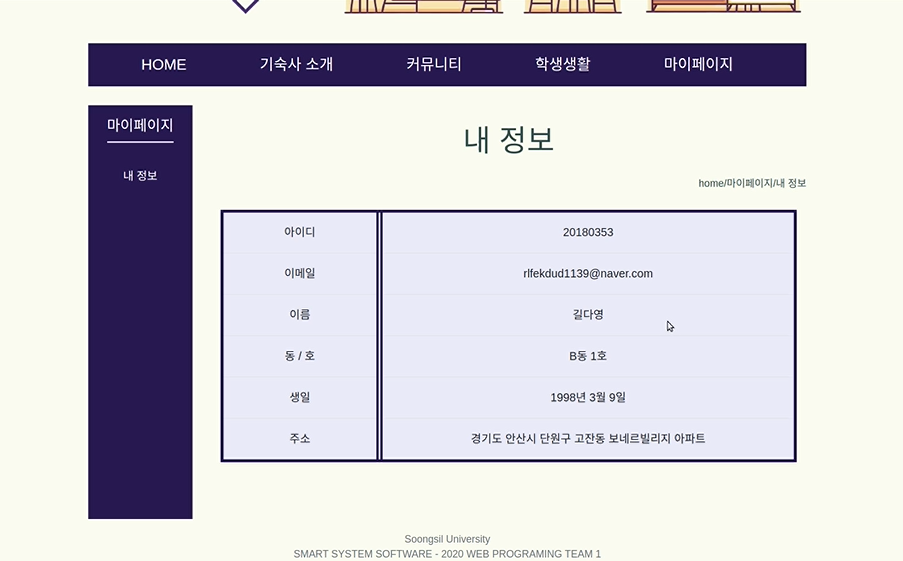 HOME 기숙사 소개 커뮤니티 학생생활 마이페이지
마이페이지
내 정보
내 정보
home/마이페이지/내 정보
아이디 20180353
이메일 rlfekdud1139@naver.com
이름 길다영
동 / 호 B동 1호
생일 1998년 3월 9일
주소 경기도 안산시 단원구 고잔동 보네르빌리지 아파트
Soongsil University
SMART SYSTEM SOFTWARE - 2020 WEB PROGRAMING TEAM 1